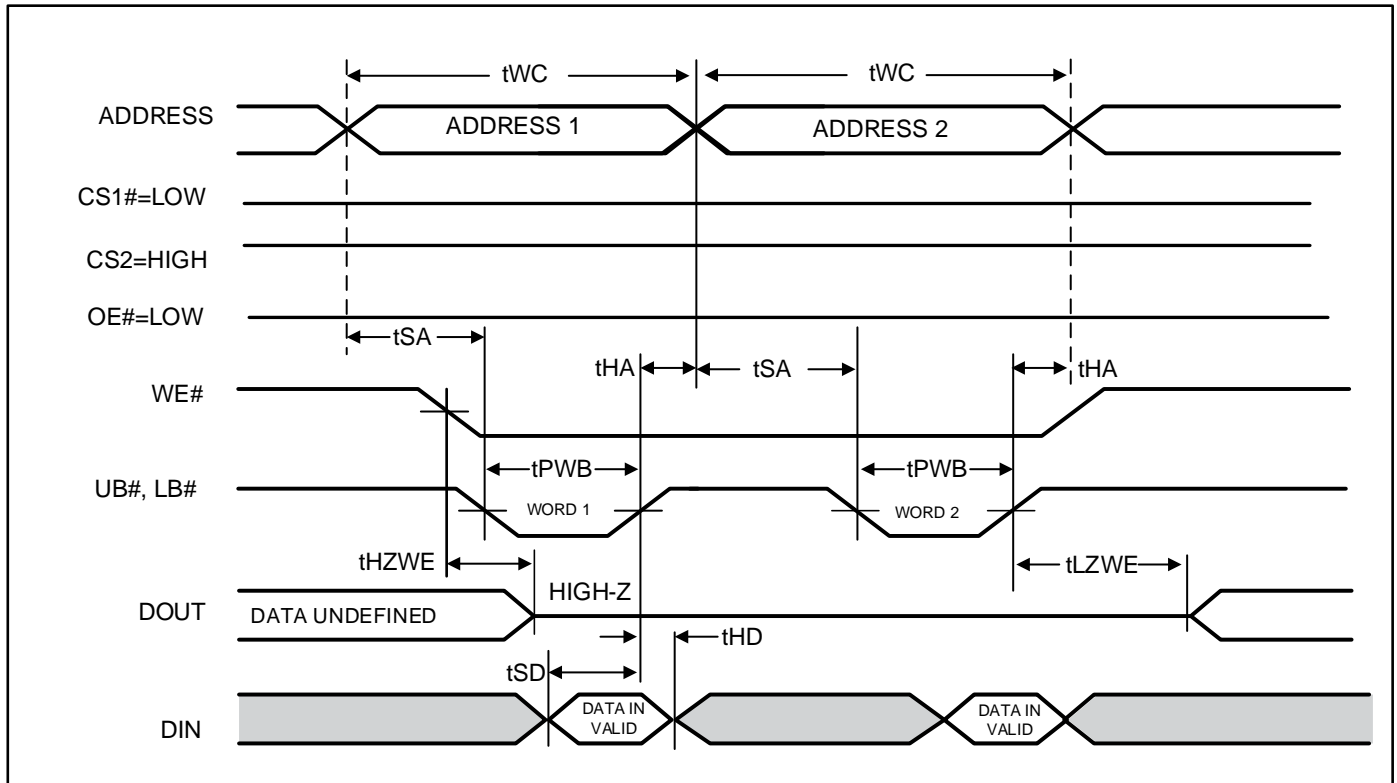 tWC tWC
ADDRESS ADDRESS 1 ADDRESS 2
CS1#=LOW
CS2=HIGH
OE#=LOW
tSA
tHA tSA tHA
WE#
tPWB tPWB
UB#, LB# WORD 1 WORD 2
tHZWE tLZWE
HIGH-Z
DOUT DATA UNDEFINED
tHD
tSD
DIN DATA IN VALID DATA IN VALID